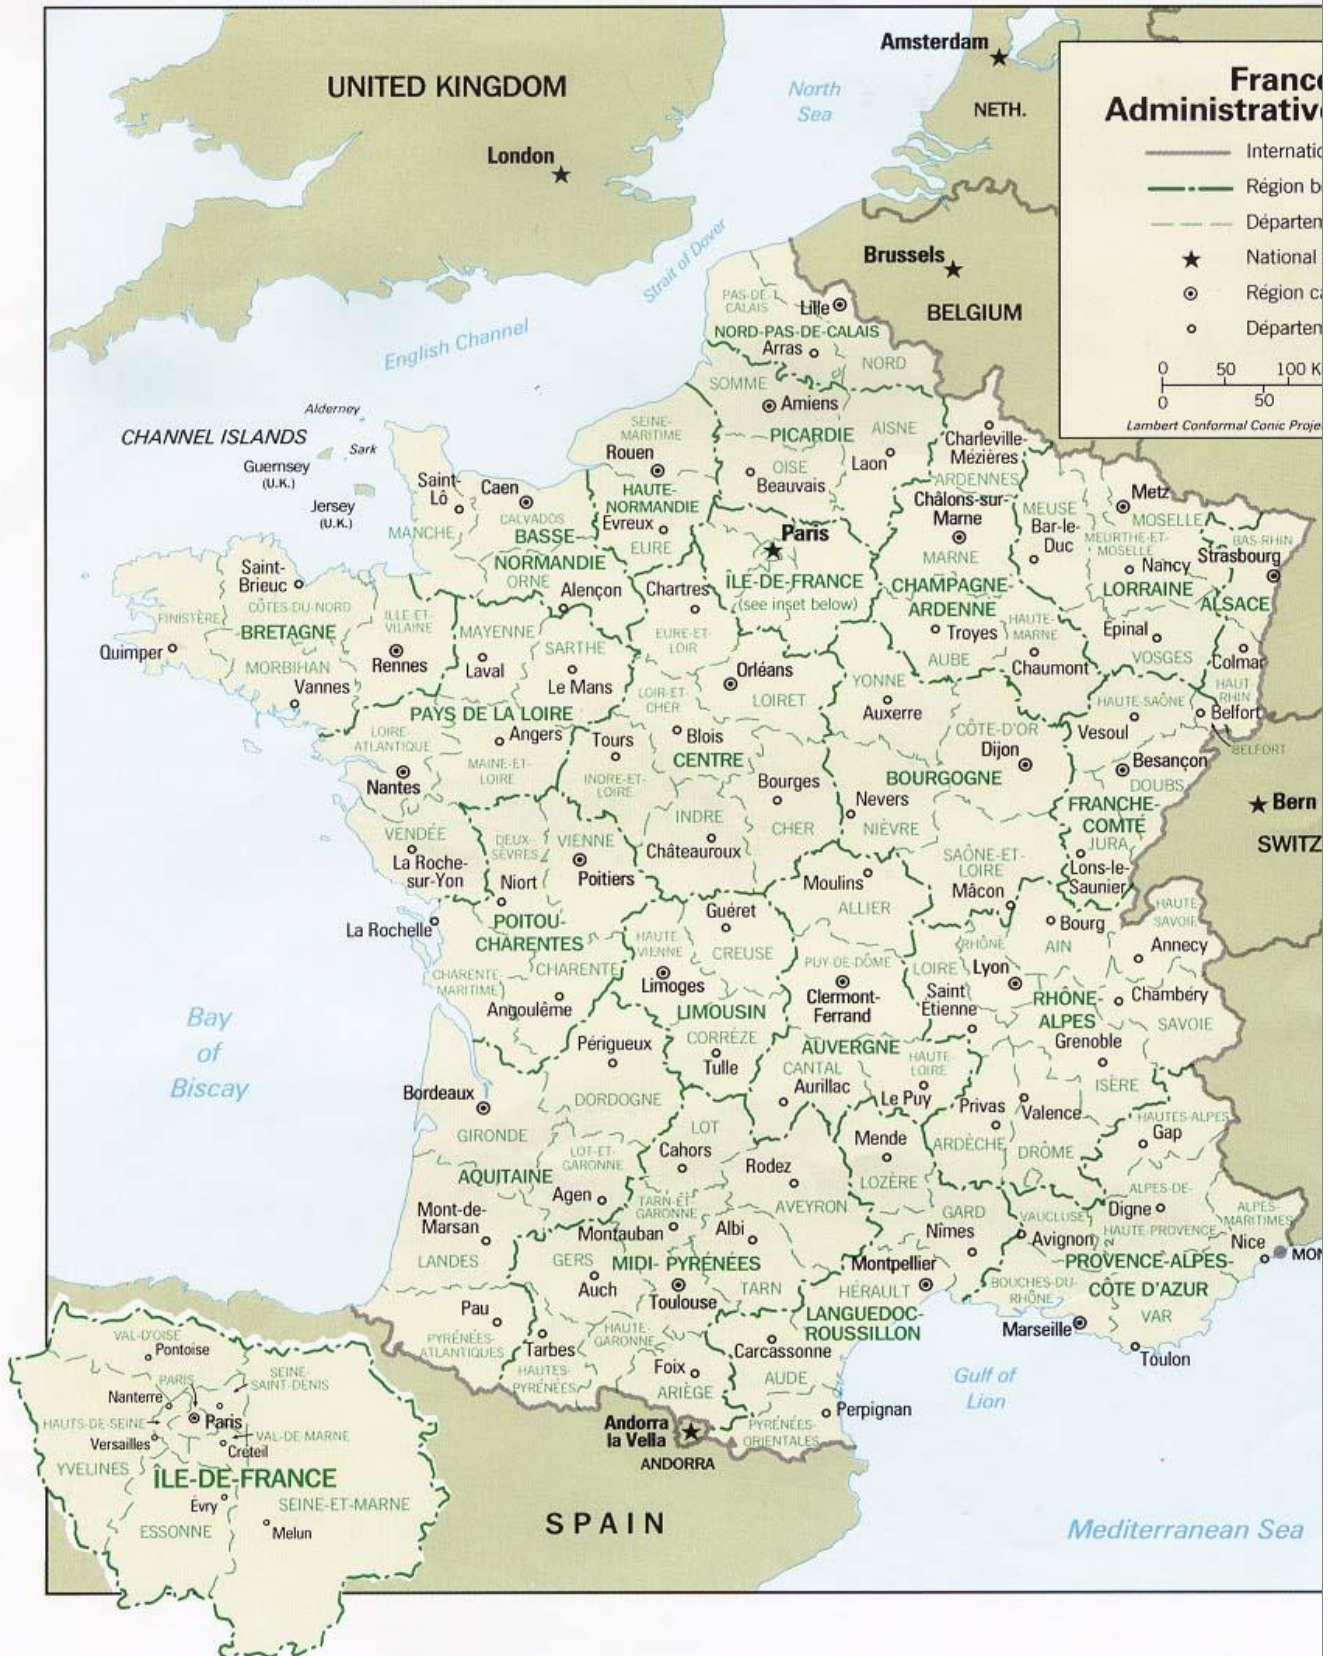 Amsterdam
UNITED KINGDOM
North
Sea
NETH.
London
Franc
Administrativ
Internatio
Région b
Départen
National
Région ca
Départen
0 50 100 K
0 50
Lambert Conformal Conic Proje
Strait of Dover
Brussels
BELGIUM
English Channel
PAS-DE-
CALAIS
Lille
NORD-PAS-DE-CALAIS
Arras
NORD
SOMME
Amiens
Alderney
CHANNEL ISLANDS
Sark
Guernsey
(U.K.)
Jersey
(U.K.)
SEINE-
MARITIME
Rouen
PICARDIE
AISNE
Charleville-
Mézières
OISE
Laon
Beauvais
ARDENNES
Saint-
Lô
Caen
HAUTE-
NORMANDIE
Evreux
EURE
MANCHE
CALVADOS
BASSE
NORMANDIE
ORNE
Alençon
Châlons-sur-
Marne
MARNE
MEUSE
Bar-le-
Duc
Metz
MOSELLE
MEURTHE-ET-
MOSELLE
Nancy
BAS-RHIN
Strasbourg
Paris
ÎLE-DE-FRANCE
(see inset below)
CHAMPAGNE-
ARDENNE
LORRAINE
ALSACE
Saint-
Brieuc
CÔTES-DU-NORD
FINISTÈRE
BRETAGNE
ILLE-ET-
VILAINE
MAYENNE
SARTHE
Chartres
EURE-ET
LOIR
Troyes
HAUTE-
MARNE
Epinal
Quimper
MORBIHAN
Vannes
Rennes
Laval
Le Mans
Orléans
AUBE
Chaumont
VOSGES
Colmar
LOIR-ET-
CHER
LOIRET
YONNE
Auxerre
HAUTE-SAÔNE
HAUT
RHIN
Belfort
BELFORT
PAYS DE LA LOIRE
LOIRE-
ATLANTIQUE
Angers
Tours
Blois
CÔTE-D'OR
Dijon
Vesoul
Nantes
MAINE-ET-
LOIRE
INDRE-ET-
LOIRE
CENTRE
Bourges
BOURGOGNE
Besançon
DOUBS
VENDÉE
DEUX-
SÈVRES
VIENNE
INDRE
CHER
Nevers
NIÈVRE
FRANCHE-
COMTÉ
JURA
Bern
La Roche-
sur-Yon
Niort
Poitiers
Châteauroux
Moulins
SAÔNE-ET-
LOIRE
Mâcon
Lons-le-
Saunier
SWITZ
La Rochelle
POITOU-
CHARENTES
Guéret
ALLIER
Bourg
HAUTE
SAVOIE
CHARENTE
MARITIME
CHARENTE
HAUTE
VIENNE
CREUSE
PUY-DE-DÔME
LOIRE
RHÔNE
AIN
Annecy
Angoulême
Limoges
Clermont-
Ferrand
Lyon
Saint
Étienne
Chambéry
LIMOUSIN
RHÔNE-
ALPES
SAVOIE
Bay
of
Biscay
Périgueux
CORRÈZE
Tulle
AUVERGNE
CANTAL
Aurillac
HAUTE-
LOIRE
Le Puy
Grenoble
ISÈRE
Bordeaux
DORDOGNE
GIRONDE
LOT
Privas
Valence
HAUTES-ALPES
Gap
LOT-ET-
GARONNE
Cahors
Mende
ARDÈCHE
DRÔME
AQUITAINE
Agen
Rodez
LOZÈRE
TARN-ET-
GARONNE
AVEYRON
ALPES-DE-
HAUTE-PROVENCE
Digne
ALPES-
MARITIMES
Mont-de-
Marsan
LANDES
Montauban
Albi
GARD
Nîmes
VAUCLUSE
Avignon
Nice
MON
GERS
Auch
MIDI-PYRÉNÉES
Toulouse
TARN
Montpellier
HÉRAULT
BOUCHES-DU-
RHÔNE
PROVENCE-ALPES-
CÔTE D'AZUR
VAR
LANGUEDOC-
ROUSSILLON
Marseille
Toulon
Pau
PYRÉNÉES-
ATLANTIQUES
Tarbes
HAUTES-
PYRÉNÉES
HAUTE-
GARONNE
Foix
ARIÈGE
Carcassonne
AUDE
Gulf of
Lion
Perpignan
PYRÉNÉES-
ORIENTALES
Andorra
la Vella
ANDORRA
SPAIN
Mediterranean Sea
VAL-D'OISE
Pontoise
PARIS
SEINE-
SAINT-DENIS
Nanterre
HAUTS-DE-SEINE
Paris
Versailles
VAL-DE MARNE
Créteil
YVELINES
ÎLE-DE-FRANCE
Évry
SEINE-ET-MARNE
ESSONNE
Melun